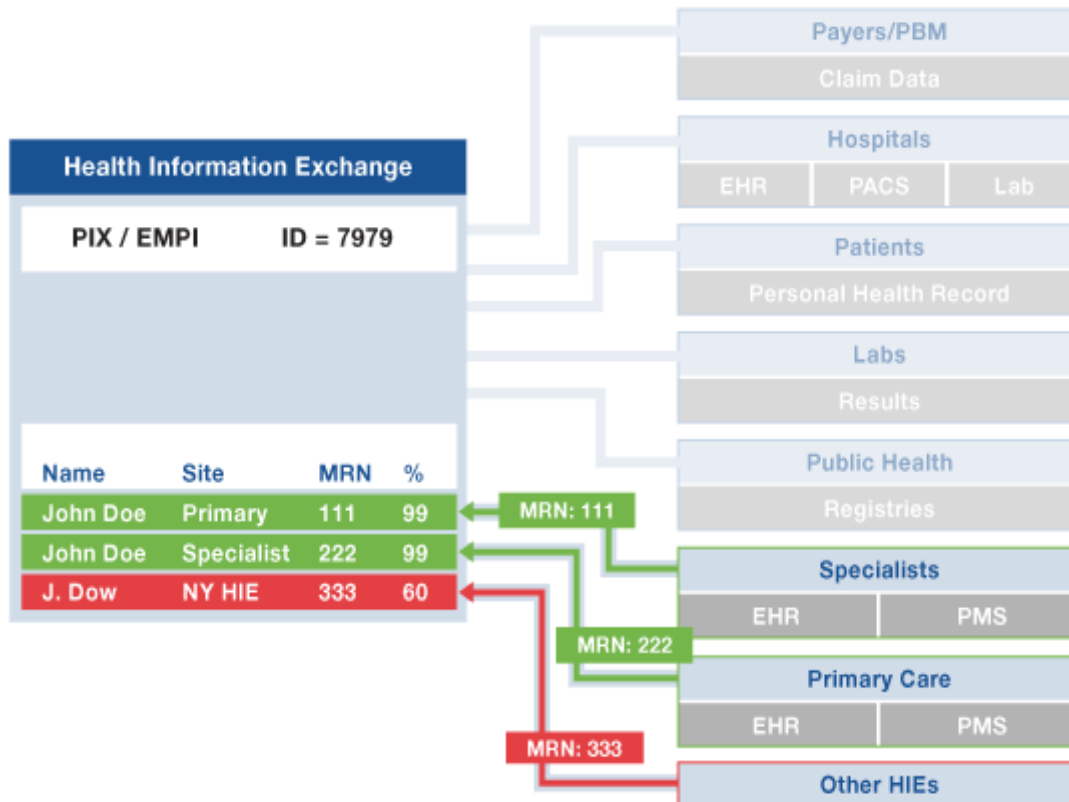 Health Information Exchange
PIX / EMPI ID = 7979
Name Site MRN %
John Doe Primary 111 99
John Doe Specialist 222 99
J. Dow NY HIE 333 60
MRN: 111
MRN: 222
MRN: 333
Payers/PBM
Claim Data
Hospitals
EHR PACS Lab
Patients
Personal Health Record
Labs
Results
Public Health
Registries
Specialists
EHR PMS
Primary Care
EHR PMS
Other HIEs